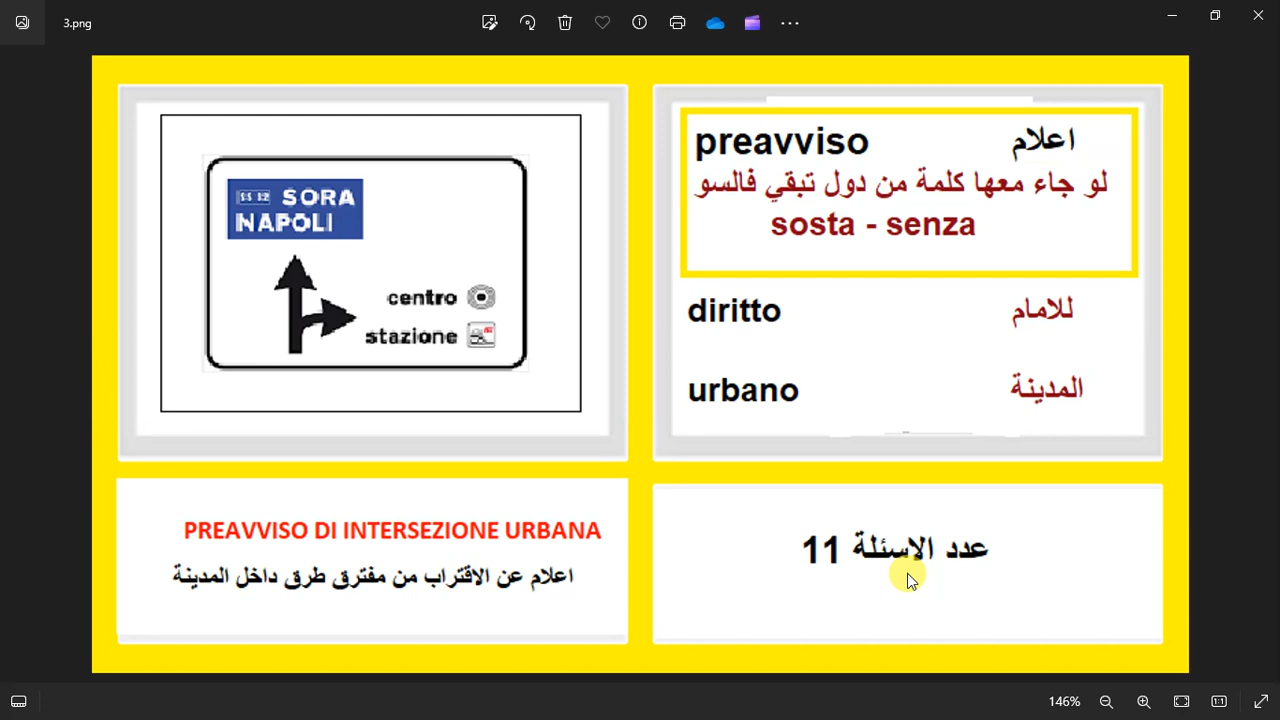 3.png
SS 12 SORA
NAPOLI
centro
stazione
preavviso اعلام
لو جاء معها كلمة من دول تبقي فالسو
sosta - senza
diritto للامام
urbano المدينة
PREAVVISO DI INTERSEZIONE URBANA
اعلام عن الاقتراب من مفترق طرق داخل المدينة
عدد الاسئلة 11
146%
1:1